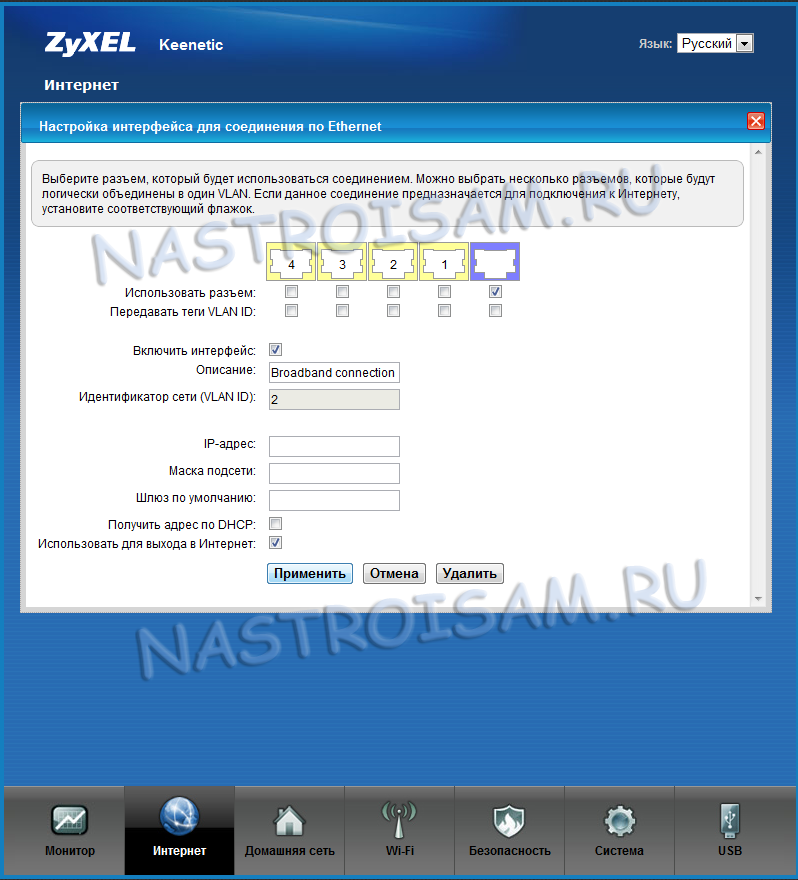 ZyXEL Keenetic
Язык: Русский
Интернет
Настройка интерфейса для соединения по Ethernet
Выберите разъем, который будет использоваться соединением. Можно выбрать несколько разъемов, которые будут
логически объединены в один VLAN. Если данное соединение предназначается для подключения к Интернету,
установите соответствующий флажок.
NASTROISAM.RU
4 3 2 1
Использовать разъем:
Передавать теги VLAN ID:
Включить интерфейс:
Описание: Broadband connection
Идентификатор сети (VLAN ID): 2
IP-адрес:
Маска подсети:
Шлюз по умолчанию:
Получить адрес по DHCP:
Использовать для выхода в Интернет:
Применить Отмена Удалить
NASTROISAM.RU
Монитор Интернет Домашняя сеть Wi-Fi Безопасность Система USB